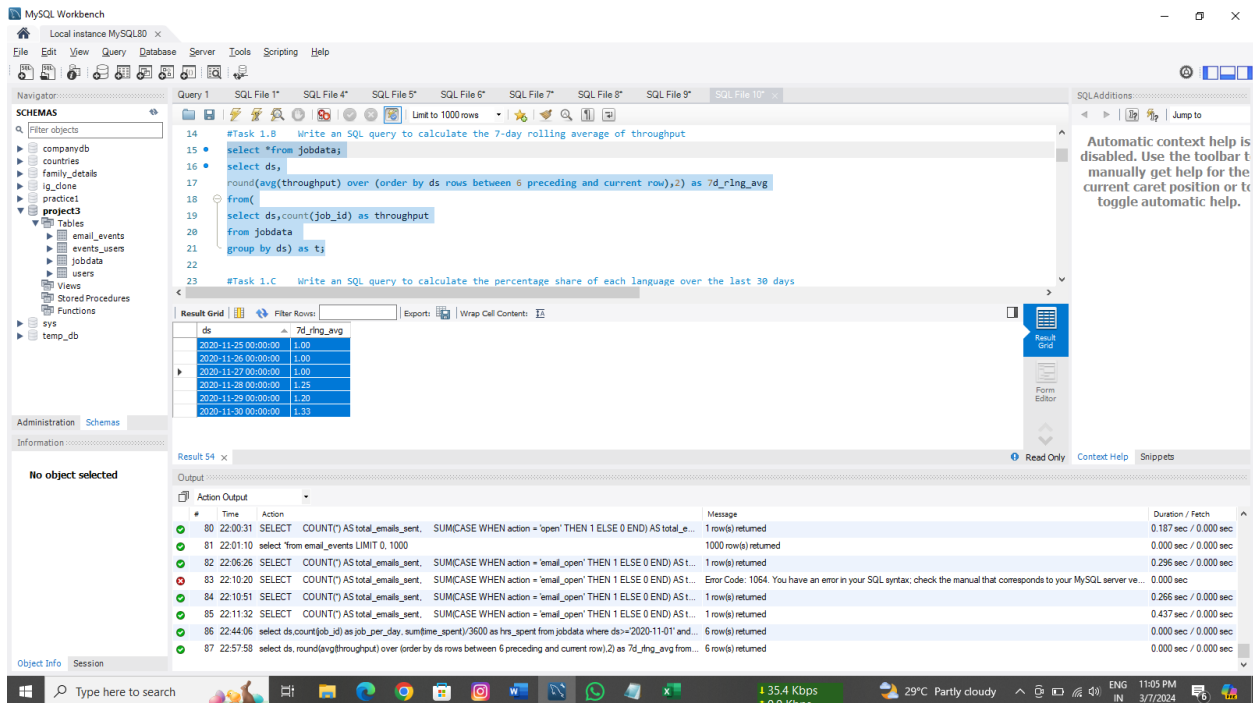 MySQL Workbench
Local instance MySQL80
File Edit View Query Database Server Tools Scripting Help
Navigator
SCHEMAS
Filter objects
companydb
countries
family_details
ig_clone
practice1
project3
Tables
email_events
events_users
jobdata
users
Views
Stored Procedures
Functions
sys
temp_db
Administration Schemas
Information
No object selected
Object Info Session
Query 1 SQL File 1* SQL File 4* SQL File 5* SQL File 6* SQL File 7* SQL File 8* SQL File 9* SQL File 10*
Limit to 1000 rows
14 #Task 1.B Write an SQL query to calculate the 7-day rolling average of throughput
15 select *from jobdata;
16 select ds,
17 round(avg(throughput) over (order by ds rows between 6 preceding and current row),2) as 7d_rlng_avg
18 from(
19 select ds,count(job_id) as throughput
20 from jobdata
21 group by ds) as t;
22
23 #Task 1.C Write an SQL query to calculate the percentage share of each language over the last 30 days
Result Grid Filter Rows: Export: Wrap Cell Content:
ds 7d_rlng_avg
2020-11-25 00:00:00 1.00
2020-11-26 00:00:00 1.00
2020-11-27 00:00:00 1.00
2020-11-28 00:00:00 1.25
2020-11-29 00:00:00 1.20
2020-11-30 00:00:00 1.33
Result
Grid
Form
Editor
Result 54
Read Only
SQLAdditions
Jump to
Automatic context help is
disabled. Use the toolbar t
manually get help for the
current caret position or to
toggle automatic help.
Context Help Snippets
Output
Action Output
# Time Action Message Duration / Fetch
80 22:00:31 SELECT COUNT(*) AS total_emails_sent, SUM(CASE WHEN action = 'open' THEN 1 ELSE 0 END) AS total_e... 1 row(s) returned 0.187 sec / 0.000 sec
81 22:01:10 select *from email_events LIMIT 0, 1000 1000 row(s) returned 0.000 sec / 0.000 sec
82 22:06:26 SELECT COUNT(*) AS total_emails_sent, SUM(CASE WHEN action = 'email_open' THEN 1 ELSE 0 END) AS t... 1 row(s) returned 0.296 sec / 0.000 sec
83 22:10:20 SELECT COUNT(*) AS total_emails_sent, SUM(CASE WHEN action = 'email_open' THEN 1 ELSE 0 END) AS t... Error Code: 1064. You have an error in your SQL syntax; check the manual that corresponds to your MySQL server ve... 0.000 sec
84 22:10:51 SELECT COUNT(*) AS total_emails_sent, SUM(CASE WHEN action = 'email_open' THEN 1 ELSE 0 END) AS t... 1 row(s) returned 0.266 sec / 0.000 sec
85 22:11:32 SELECT COUNT(*) AS total_emails_sent, SUM(CASE WHEN action = 'email_open' THEN 1 ELSE 0 END) AS t... 1 row(s) returned 0.437 sec / 0.000 sec
86 22:44:06 select ds,count(job_id) as job_per_day, sum(time_spent)/3600 as hrs_spent from jobdata where ds>='2020-11-01' and... 6 row(s) returned 0.000 sec / 0.000 sec
87 22:57:58 select ds, round(avg(throughput) over (order by ds rows between 6 preceding and current row),2) as 7d_rlng_avg from... 6 row(s) returned 0.000 sec / 0.000 sec
Type here to search
35.4 Kbps
29°C Partly cloudy
ENG
IN
11:05 PM
3/7/2024